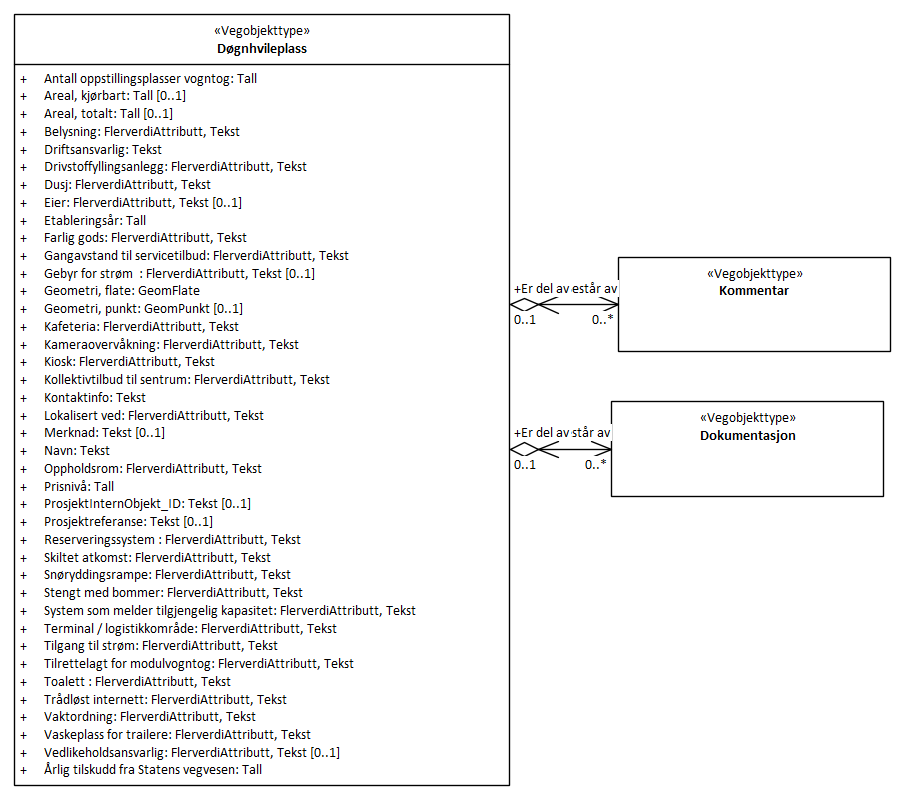 «Vegobjekttype»
Døgnhvileplass
+ Antall oppstillingsplasser vogntog: Tall
+ Areal, kjørbart: Tall [0..1]
+ Areal, totalt: Tall [0..1]
+ Belysning: FlerverdiAttributt, Tekst
+ Driftsansvarlig: Tekst
+ Drivstoffyllingsanlegg: FlerverdiAttributt, Tekst
+ Dusj: FlerverdiAttributt, Tekst
+ Eier: FlerverdiAttributt, Tekst [0..1]
+ Etableringsår: Tall
+ Farlig gods: FlerverdiAttributt, Tekst
+ Gangavstand til servicetilbud: FlerverdiAttributt, Tekst
+ Gebyr for strøm : FlerverdiAttributt, Tekst [0..1]
+ Geometri, flate: GeomFlate
+ Geometri, punkt: GeomPunkt [0..1]
+ Kafeteria: FlerverdiAttributt, Tekst
+ Kameraovervåkning: FlerverdiAttributt, Tekst
+ Kiosk: FlerverdiAttributt, Tekst
+ Kollektivtilbud til sentrum: FlerverdiAttributt, Tekst
+ Kontaktinfo: Tekst
+ Lokalisert ved: FlerverdiAttributt, Tekst
+ Merknad: Tekst [0..1]
+ Navn: Tekst
+ Oppholdsrom: FlerverdiAttributt, Tekst
+ Prisnivå: Tall
+ ProsjektInternObjekt_ID: Tekst [0..1]
+ Prosjektreferanse: Tekst [0..1]
+ Reserveringssystem : FlerverdiAttributt, Tekst
+ Skiltet atkomst: FlerverdiAttributt, Tekst
+ Snøryddingsrampe: FlerverdiAttributt, Tekst
+ Stengt med bommer: FlerverdiAttributt, Tekst
+ System som melder tilgjengelig kapasitet: FlerverdiAttributt, Tekst
+ Terminal / logistikkområde: FlerverdiAttributt, Tekst
+ Tilgang til strøm: FlerverdiAttributt, Tekst
+ Tilrettelagt for modulvogntog: FlerverdiAttributt, Tekst
+ Toalett : FlerverdiAttributt, Tekst
+ Trådløst internett: FlerverdiAttributt, Tekst
+ Vaktordning: FlerverdiAttributt, Tekst
+ Vaskeplass for trailere: FlerverdiAttributt, Tekst
+ Vedlikeholdsansvarlig: FlerverdiAttributt, Tekst [0..1]
+ Årlig tilskudd fra Statens vegvesen: Tall
+Er del av estår av
0..1 0..*
«Vegobjekttype»
Kommentar
+Er del av står av
0..1 0..*
«Vegobjekttype»
Dokumentasjon